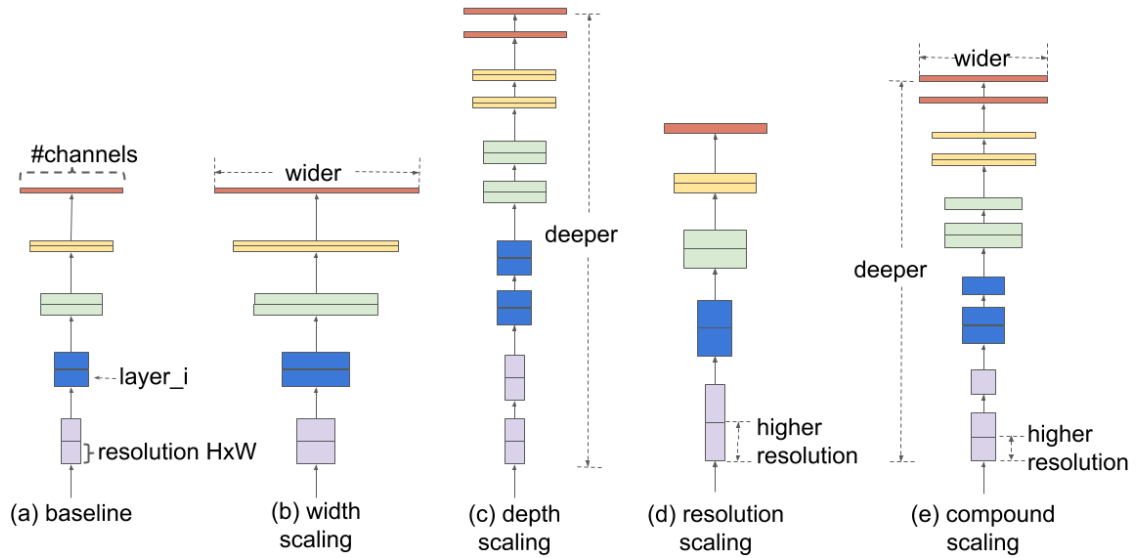 #channels
layer_i
resolution HxW
(a) baseline
wider
(b) width
scaling
deeper
(c) depth
scaling
higher
resolution
(d) resolution
scaling
wider
deeper
higher
resolution
(e) compound
scaling